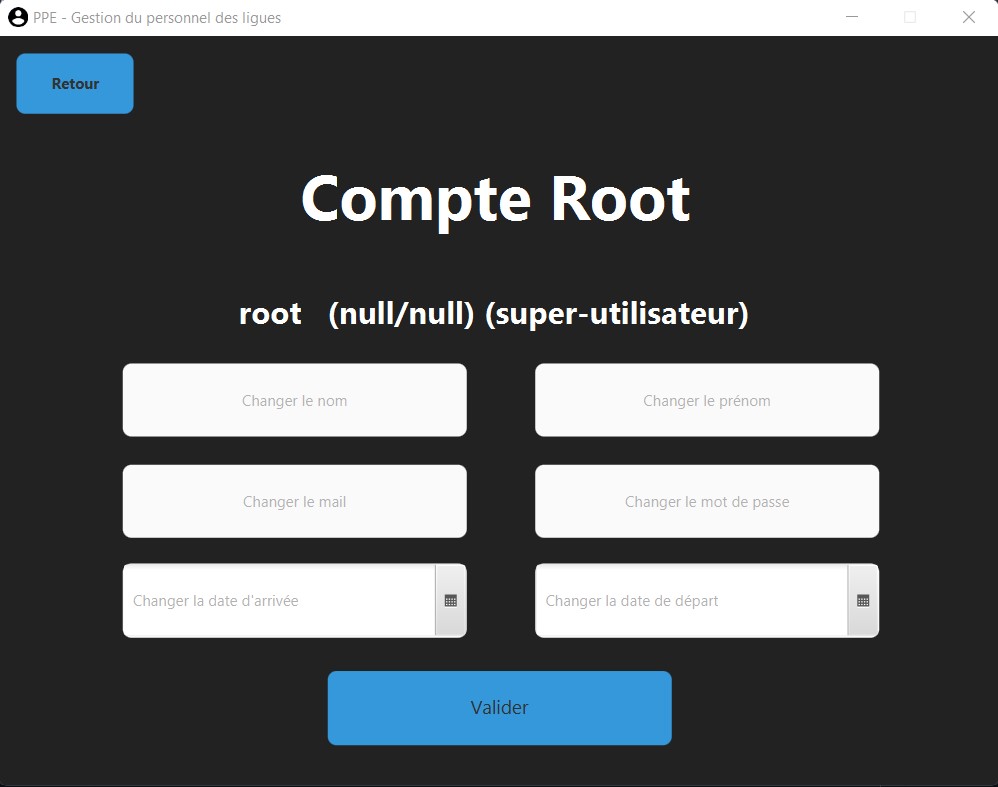 PPE - Gestion du personnel des ligues
Retour
Compte Root
root (null/null) (super-utilisateur)
Changer le nom
Changer le prénom
Changer le mail
Changer le mot de passe
Changer la date d'arrivée
Changer la date de départ
Valider